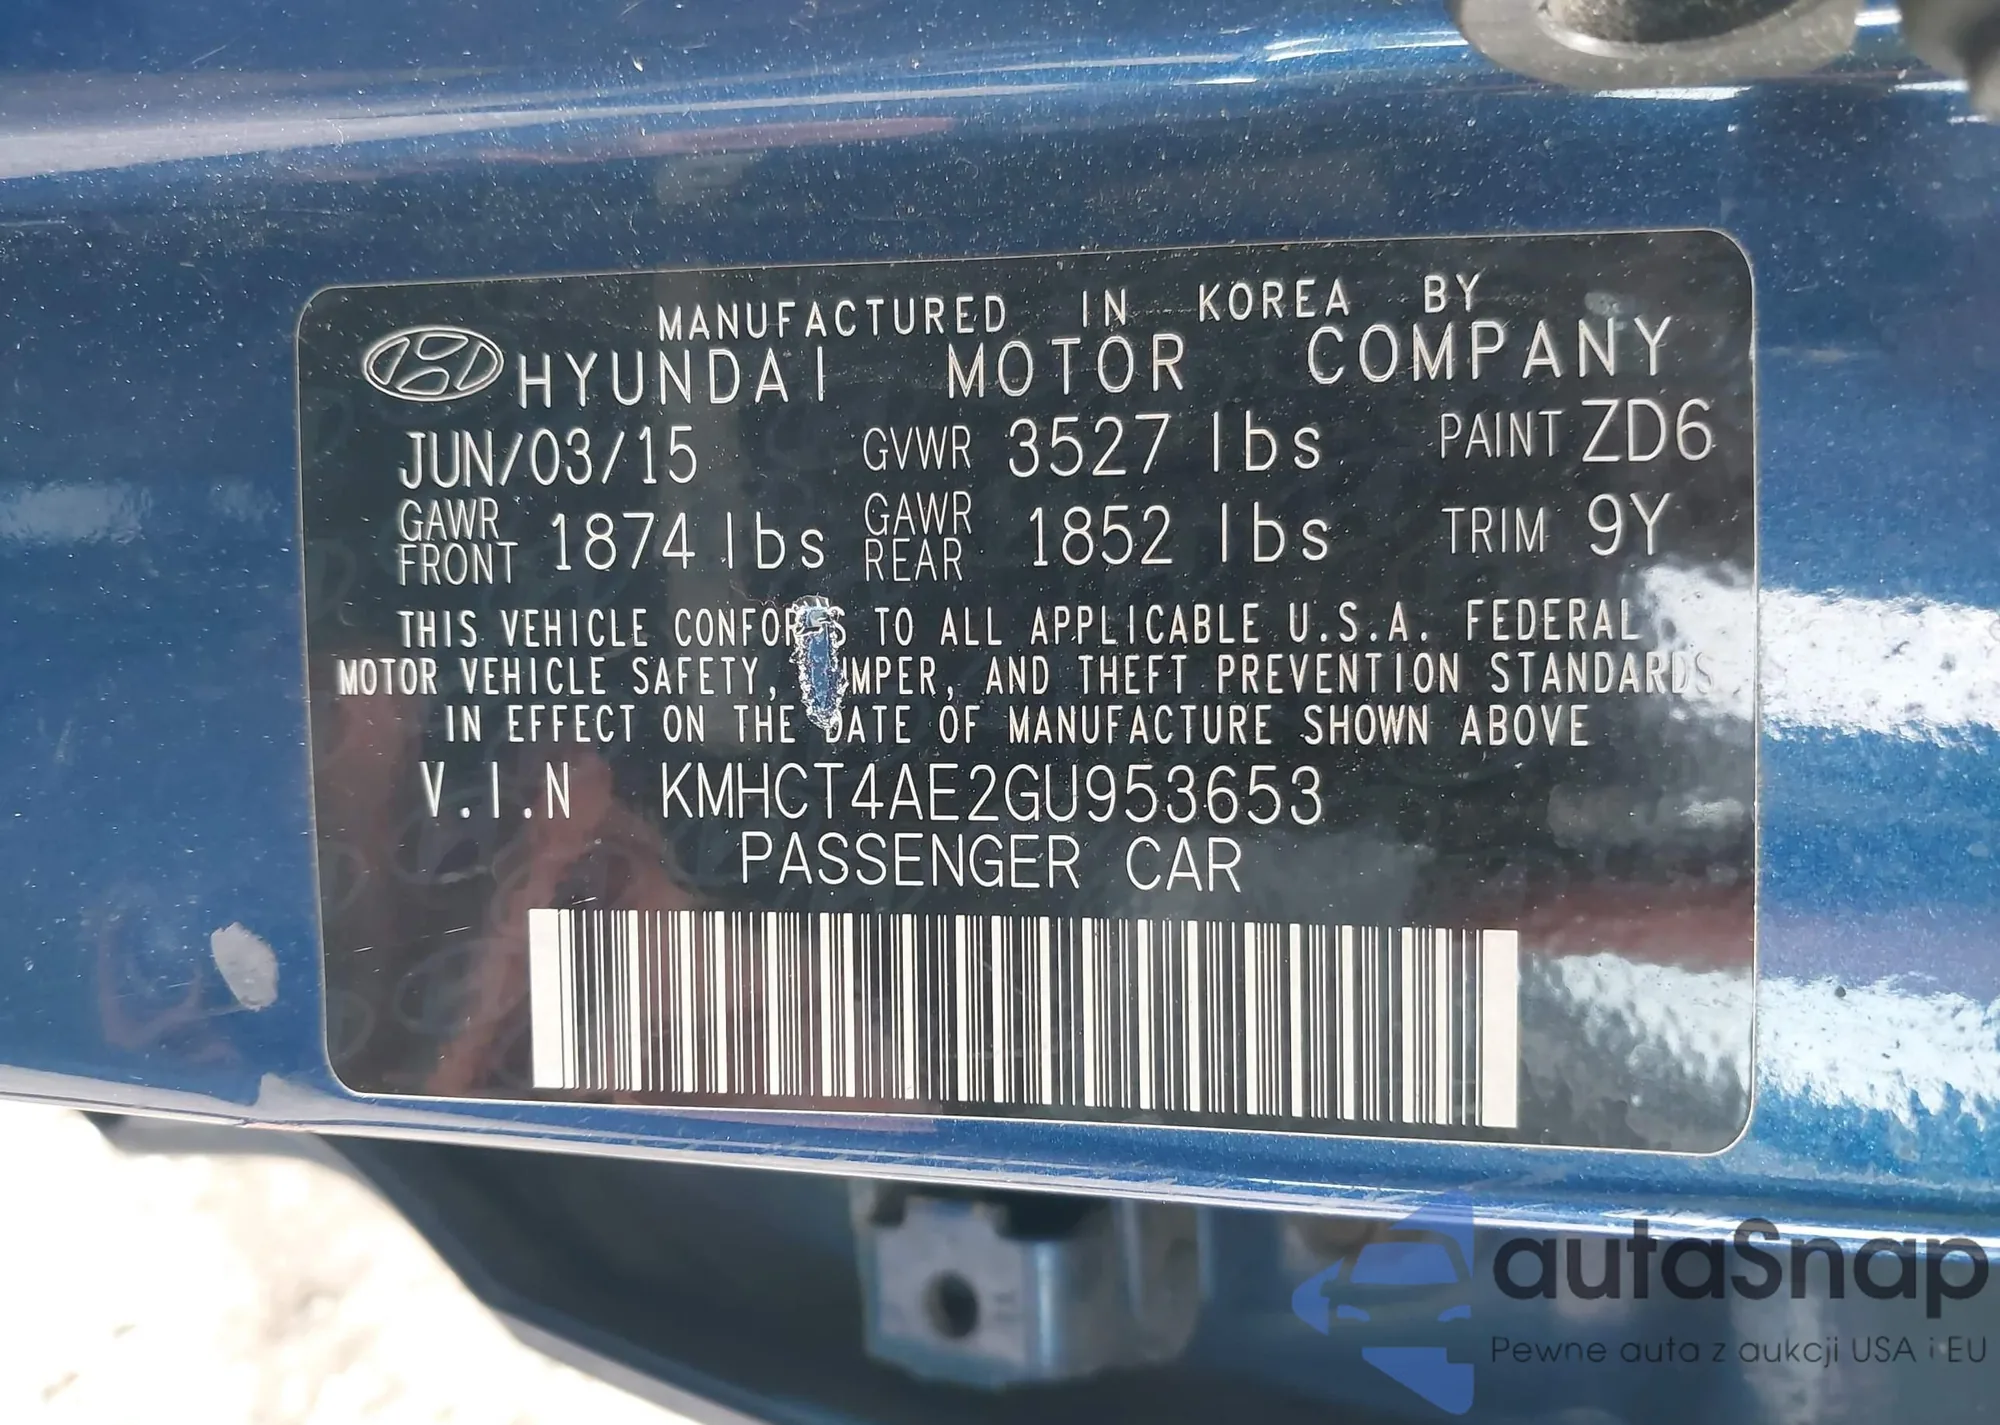 MANUFACTURED IN KOREA BY
HYUNDAI MOTOR COMPANY
JUN/03/15 GVWR 3527 lbs PAINT ZD6
GAWR FRONT 1874 lbs GAWR REAR 1852 lbs TRIM 9Y
THIS VEHICLE CONFORMS TO ALL APPLICABLE U.S.A. FEDERAL
MOTOR VEHICLE SAFETY, BUMPER, AND THEFT PREVENTION STANDARDS
IN EFFECT ON THE DATE OF MANUFACTURE SHOWN ABOVE
V.I.N KMHCT4AE2GU953653
PASSENGER CAR
autaSnap
Pewne auta z aukcji USA i EU